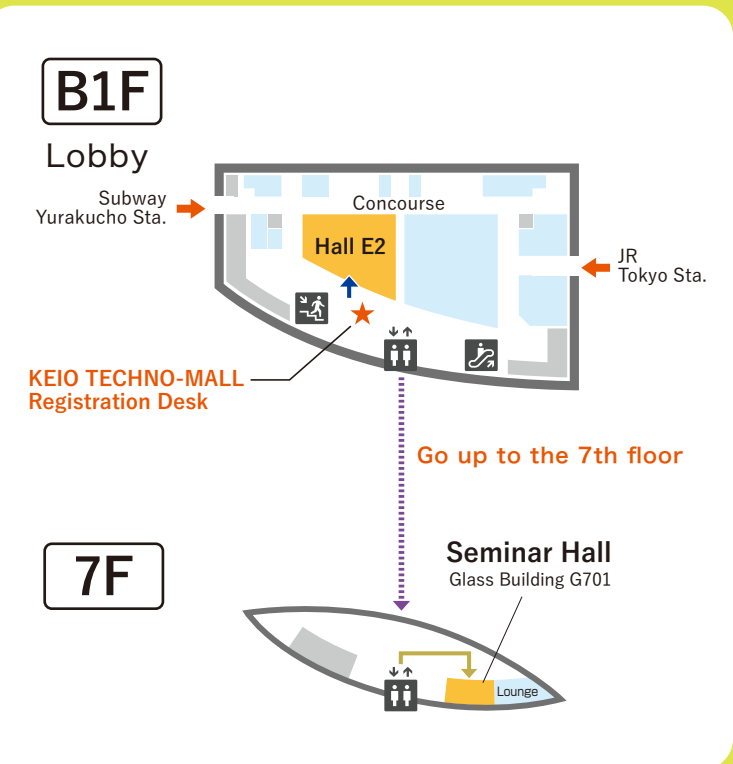 B1F
Lobby
Subway
Yurakucho Sta.
Concourse
Hall E2
JR
Tokyo Sta.
KEIO TECHNO-MALL
Registration Desk
Go up to the 7th floor
7F
Seminar Hall
Glass Building G701
Lounge